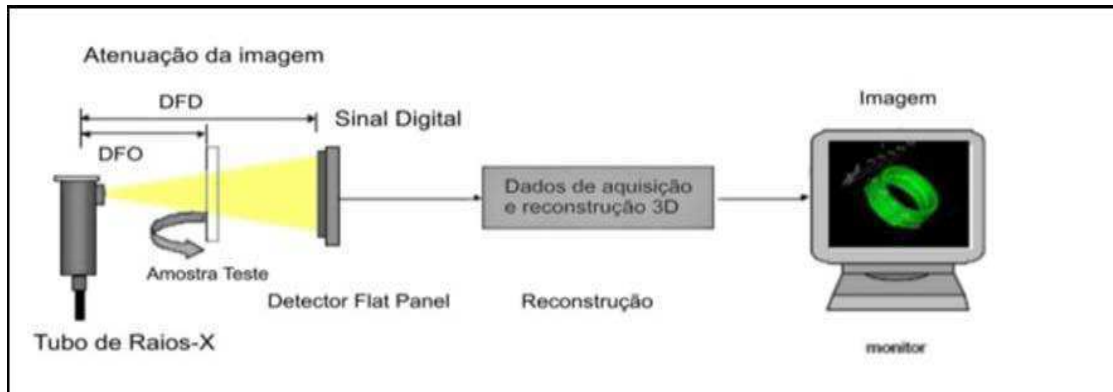 Atenuação da imagem
DFD
DFO
Sinal Digital
Imagem
Dados de aquisição
e reconstrução 3D
Amostra Teste
Detector Flat Panel
Reconstrução
Tubo de Raios-X
monitor